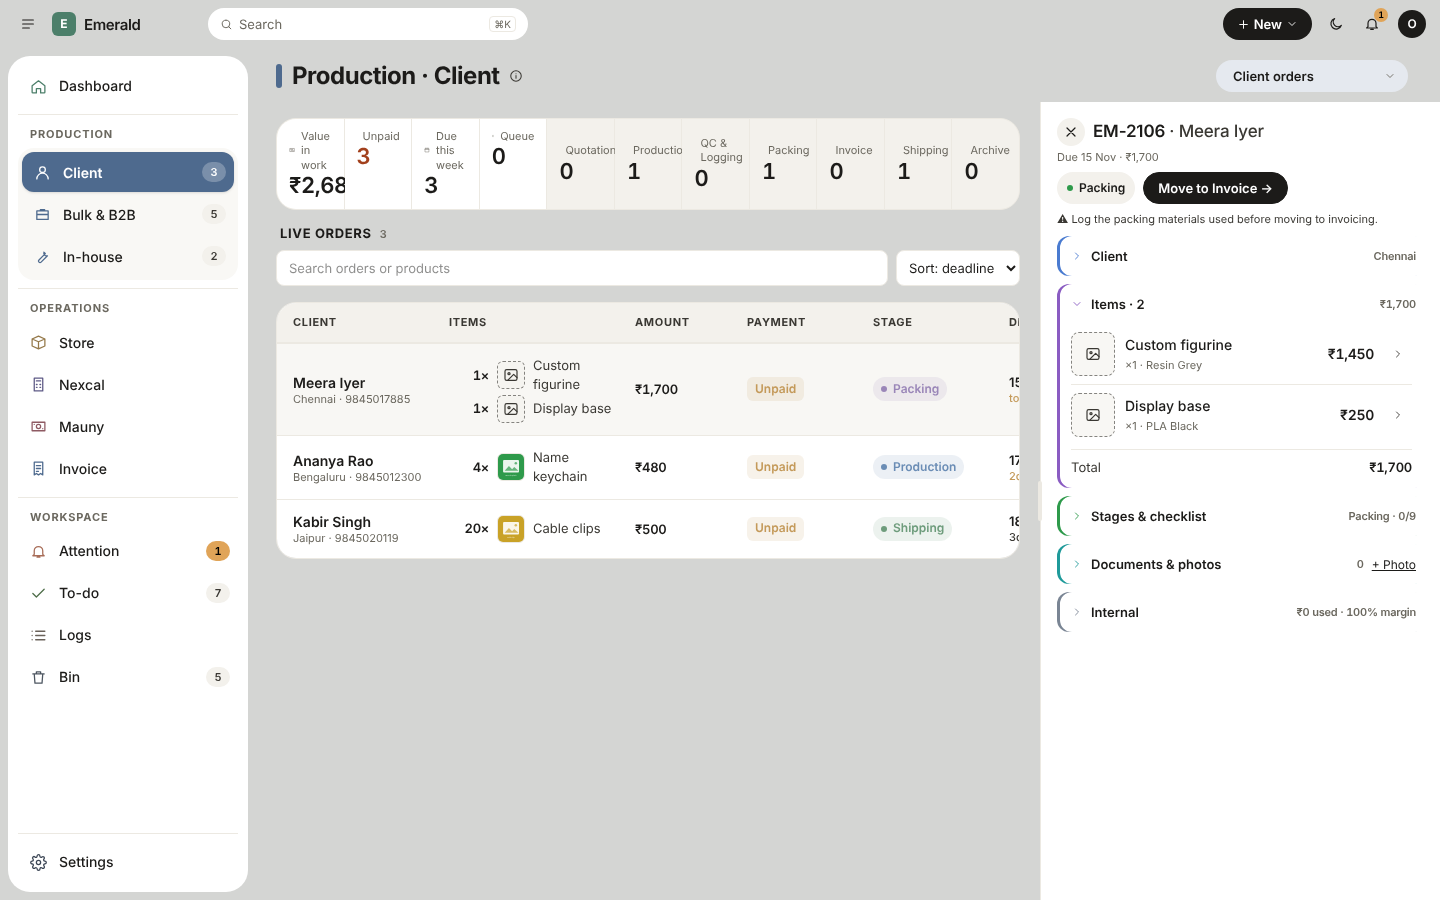 E Emerald
Search ⌘K
+ New
1
O
Dashboard
PRODUCTION
Client 3
Bulk & B2B 5
In-house 2
OPERATIONS
Store
Nexcal
Mauny
Invoice
WORKSPACE
Attention 1
To-do 7
Logs
Bin 5
Settings
Production · Client
Client orders
Value in work
₹2,68
Unpaid
3
Due this week
3
Queue
0
Quotation
0
Productio
1
QC & Logging
0
Packing
1
Invoice
0
Shipping
1
Archive
0
LIVE ORDERS 3
Search orders or products
Sort: deadline
CLIENT ITEMS AMOUNT PAYMENT STAGE
Meera Iyer
Chennai · 9845017885
1× Custom figurine
1× Display base
₹1,700
Unpaid
Packing
15
to
Ananya Rao
Bengaluru · 9845012300
4× Name keychain
₹480
Unpaid
Production
17
Kabir Singh
Jaipur · 9845020119
20× Cable clips
₹500
Unpaid
Shipping
18
EM-2106 · Meera Iyer
Due 15 Nov · ₹1,700
Packing
Move to Invoice →
⚠ Log the packing materials used before moving to invoicing.
Client Chennai
Items · 2 ₹1,700
Custom figurine
×1 · Resin Grey
₹1,450
Display base
×1 · PLA Black
₹250
Total ₹1,700
Stages & checklist Packing · 0/9
Documents & photos 0 + Photo
Internal ₹0 used · 100% margin